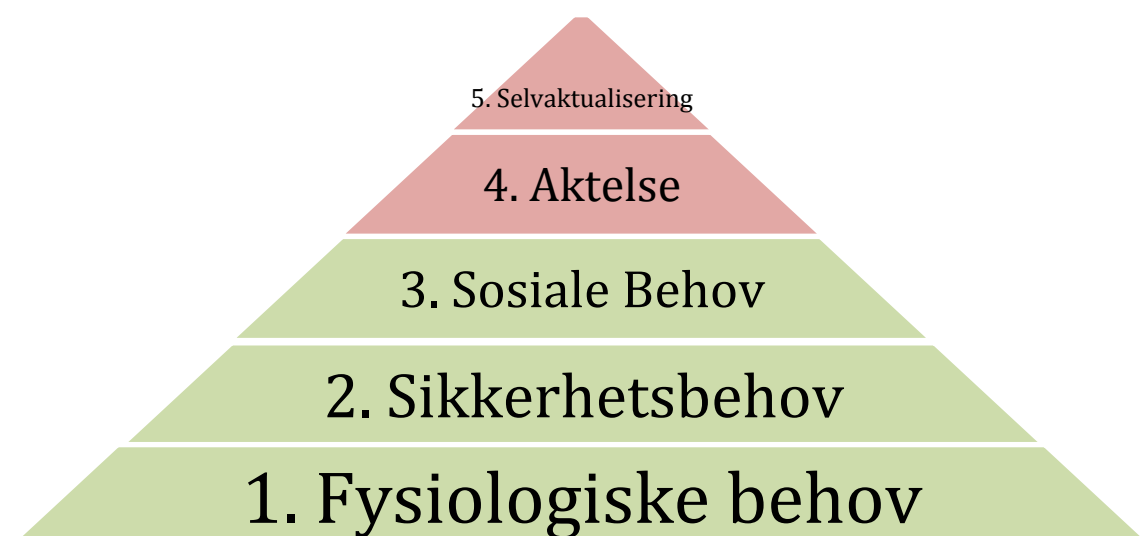 5. Selvaktualisering
4. Aktelse
3. Sosiale Behov
2. Sikkerhetsbehov
1. Fysiologiske behov